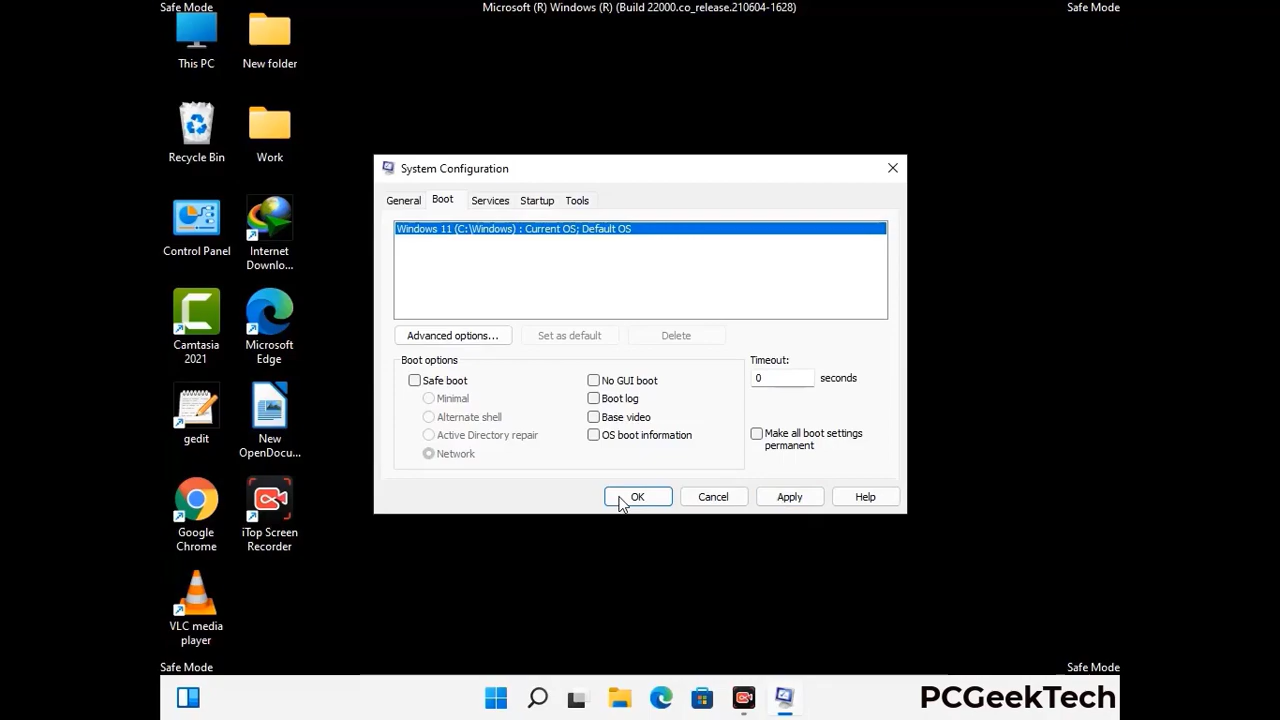 Safe Mode
Microsoft (R) Windows (R) (Build 22000.co_release.210604-1628)
Safe Mode
This PC
New folder
Recycle Bin
Work
Control Panel
Internet
Downlo...
Camtasia
2021
Microsoft
Edge
gedit
New
OpenDocu...
Google
Chrome
iTop Screen
Recorder
VLC media
player
System Configuration
General
Boot
Services
Startup
Tools
Windows 11 (C:\Windows) : Current OS; Default OS
Advanced options...
Set as default
Delete
Boot options
Safe boot
Minimal
Alternate shell
Active Directory repair
Network
No GUI boot
Boot log
Base video
OS boot information
Timeout:
0 seconds
Make all boot settings
permanent
OK
Cancel
Apply
Help
Safe Mode
Safe Mode
PCGeekTech